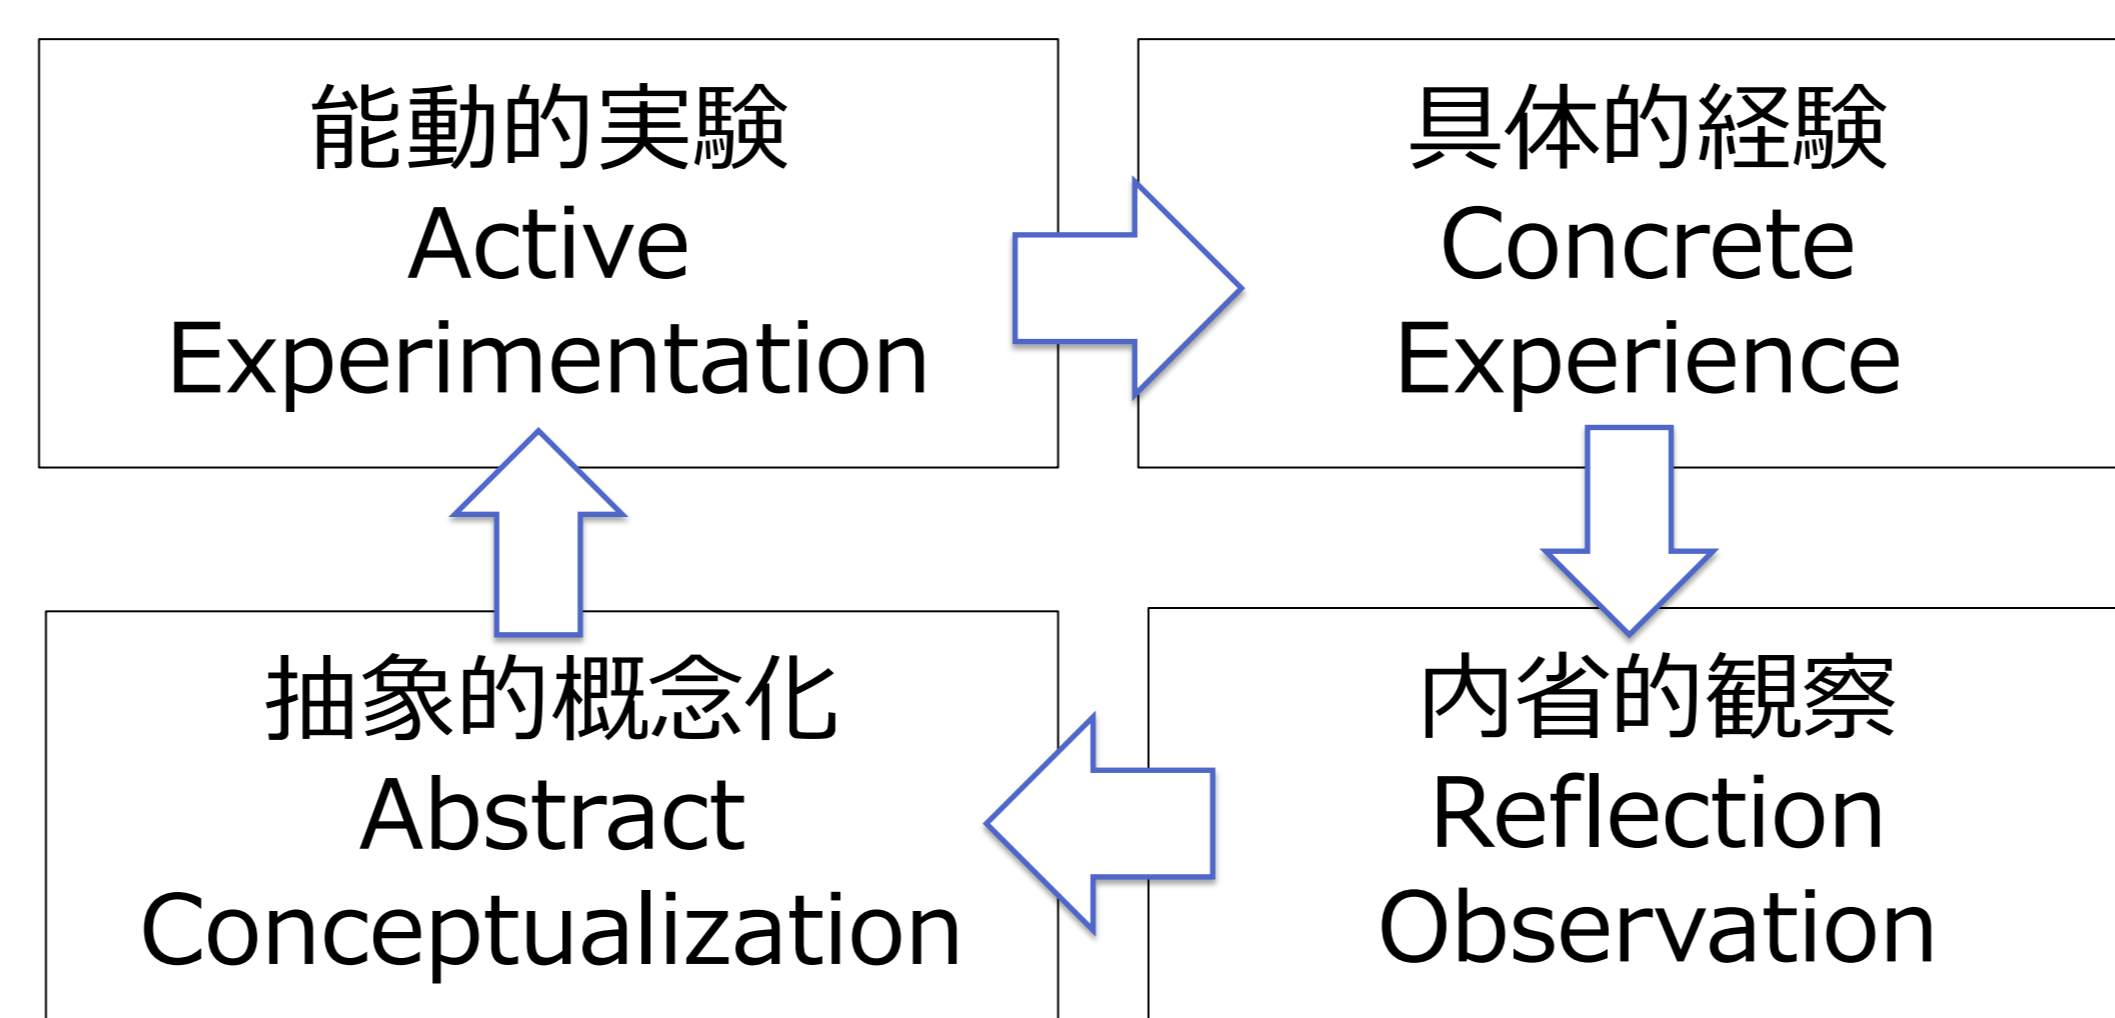 能動的実験
Active
Experimentation
具体的経験
Concrete
Experience
抽象的概念化
Abstract
Conceptualization
内省的観察
Reflection
Observation